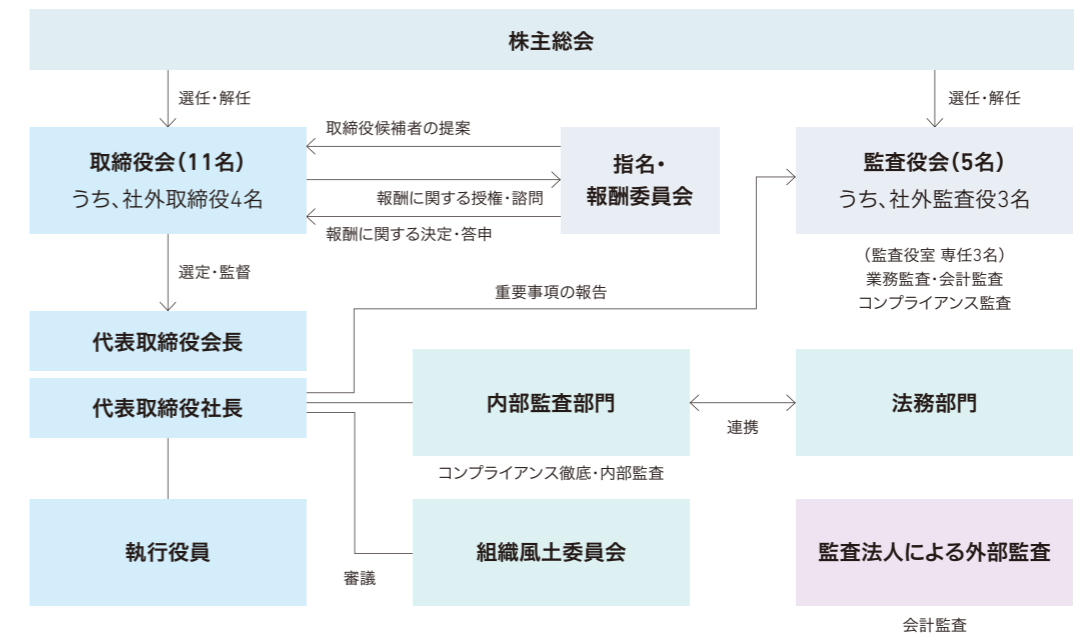 株主総会
選任・解任
選任・解任
取締役会（11名）
うち、社外取締役4名
取締役候補者の提案
報酬に関する授権・諮問
報酬に関する決定・答申
指名・
報酬委員会
監査役会（5名）
うち、社外監査役3名
（監査役室 専任3名）
業務監査・会計監査
コンプライアンス監査
選定・監督
重要事項の報告
代表取締役会長
代表取締役社長
内部監査部門
連携
法務部門
コンプライアンス徹底・内部監査
執行役員
審議
組織風土委員会
監査法人による外部監査
会計監査